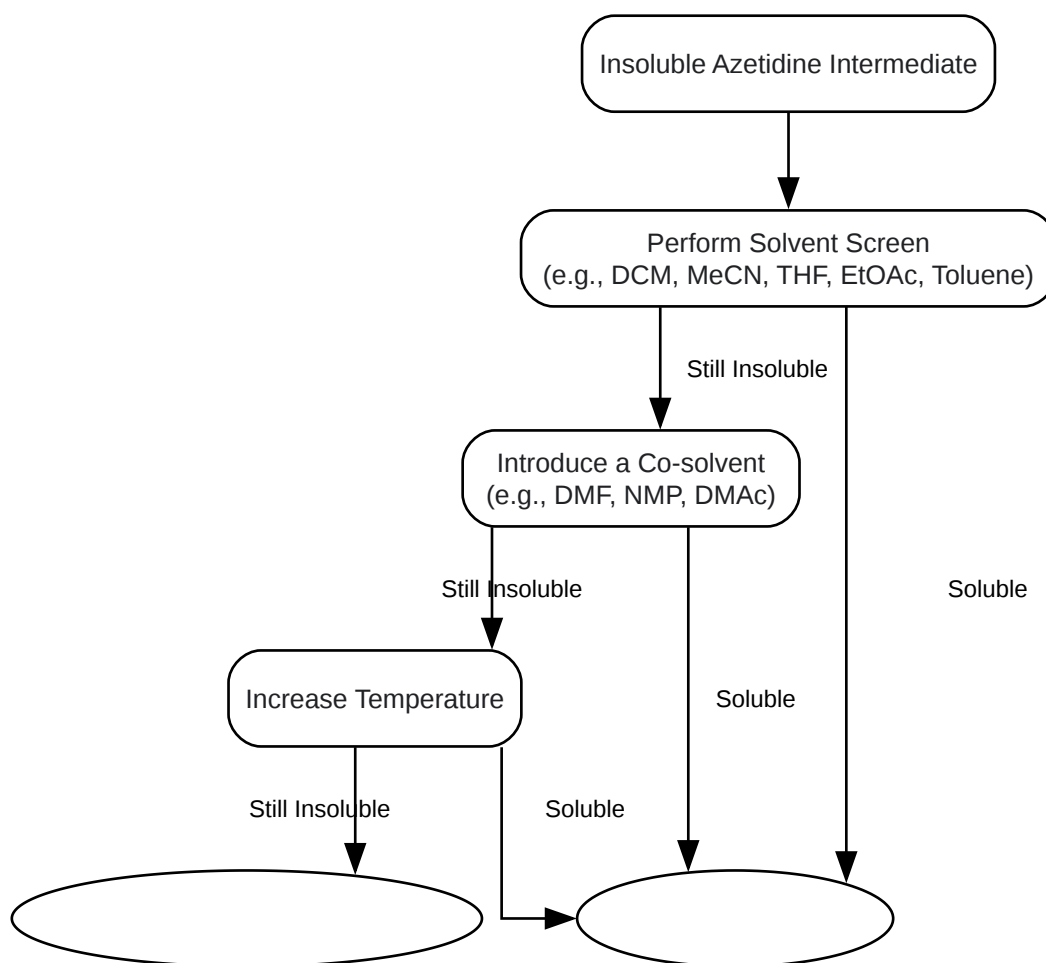 Insoluble Azetidine Intermediate
Perform Solvent Screen
(e.g., DCM, MeCN, THF, EtOAc, Toluene)
Still Insoluble
Introduce a Co-solvent
(e.g., DMF, NMP, DMAc)
Still Insoluble
Soluble
Increase Temperature
Soluble
Still Insoluble
Soluble